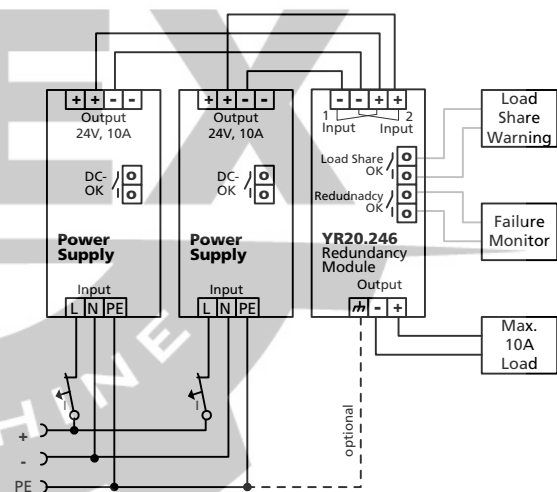 + + - -
Output
24V, 10A
DC-
OK
Power
Supply
Input
L N PE
+ + - -
Output
24V, 10A
DC-
OK
Power
Supply
Input
L N PE
- - + +
1 2
Input Input
Load Share
OK
Redudnadcy
OK
YR20.246
Redundancy
Module
Output
- +
Load
Share
Warning
Failure
Monitor
Max.
10A
Load
I I
optional
+
-
PE
EX
HINE